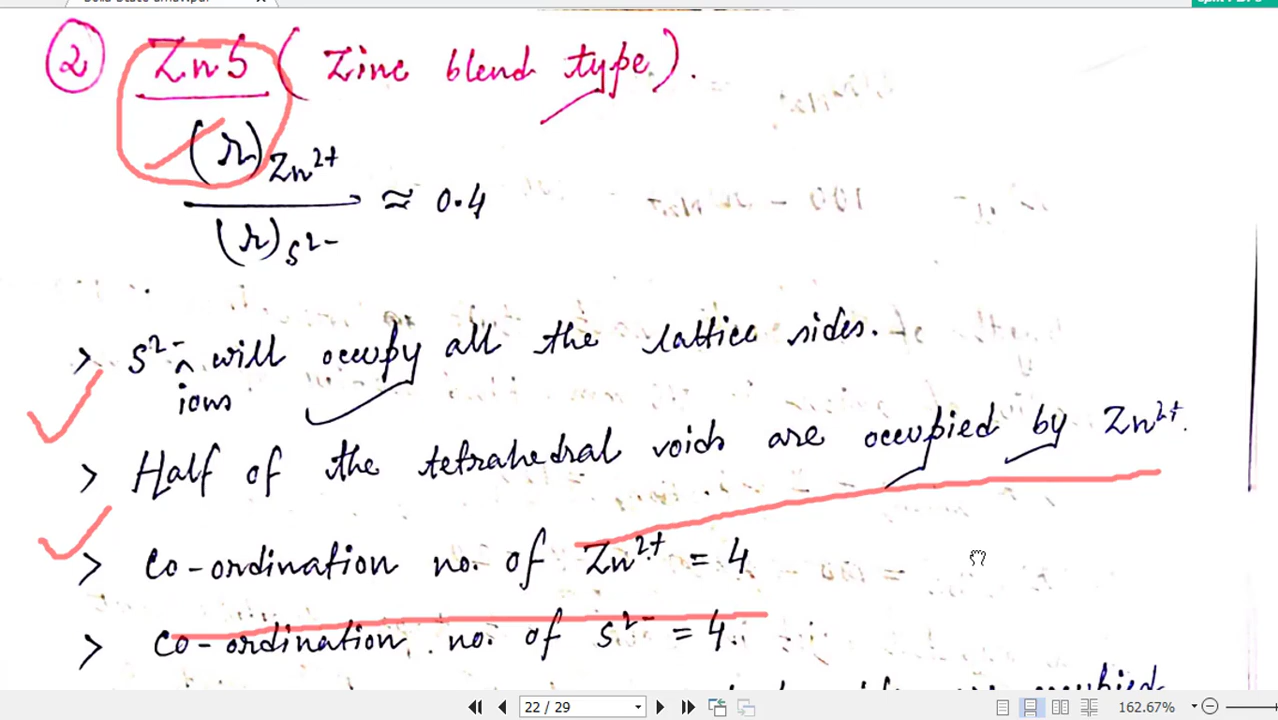 ② ZnS (Zinc blend type).
(r)Zn²⁺
≈ 0.4
(r)S²⁻
> S²⁻ ^ will occupy all the lattice sides.
ions
> Half of the tetrahedral voids are occupied by Zn²⁺.
> Co-ordination no. of Zn²⁺ = 4
> Co-ordination no. of S²⁻ = 4.
occupied
22 / 29
162.67%